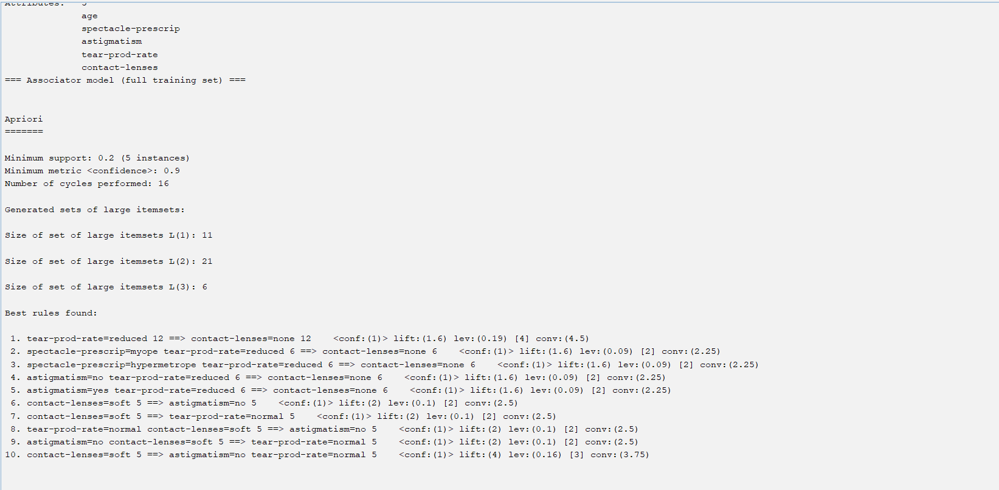 Attributes: 5
age
spectacle-prescrip
astigmatism
tear-prod-rate
contact-lenses
=== Associator model (full training set) ===
Apriori
=======
Minimum support: 0.2 (5 instances)
Minimum metric <confidence>: 0.9
Number of cycles performed: 16
Generated sets of large itemsets:
Size of set of large itemsets L(1): 11
Size of set of large itemsets L(2): 21
Size of set of large itemsets L(3): 6
Best rules found:
1. tear-prod-rate=reduced 12 ==> contact-lenses=none 12 <conf:(1)> lift:(1.6) lev:(0.19) [4] conv:(4.5)
2. spectacle-prescrip=myope tear-prod-rate=reduced 6 ==> contact-lenses=none 6 <conf:(1)> lift:(1.6) lev:(0.09) [2] conv:(2.25)
3. spectacle-prescrip=hypermetrope tear-prod-rate=reduced 6 ==> contact-lenses=none 6 <conf:(1)> lift:(1.6) lev:(0.09) [2] conv:(2.25)
4. astigmatism=no tear-prod-rate=reduced 6 ==> contact-lenses=none 6 <conf:(1)> lift:(1.6) lev:(0.09) [2] conv:(2.25)
5. astigmatism=yes tear-prod-rate=reduced 6 ==> contact-lenses=none 6 <conf:(1)> lift:(1.6) lev:(0.09) [2] conv:(2.25)
6. contact-lenses=soft 5 ==> astigmatism=no 5 <conf:(1)> lift:(2) lev:(0.1) [2] conv:(2.5)
7. contact-lenses=soft 5 ==> tear-prod-rate=normal 5 <conf:(1)> lift:(2) lev:(0.1) [2] conv:(2.5)
8. tear-prod-rate=normal contact-lenses=soft 5 ==> astigmatism=no 5 <conf:(1)> lift:(2) lev:(0.1) [2] conv:(2.5)
9. astigmatism=no contact-lenses=soft 5 ==> tear-prod-rate=normal 5 <conf:(1)> lift:(2) lev:(0.1) [2] conv:(2.5)
10. contact-lenses=soft 5 ==> astigmatism=no tear-prod-rate=normal 5 <conf:(1)> lift:(4) lev:(0.16) [3] conv:(3.75)